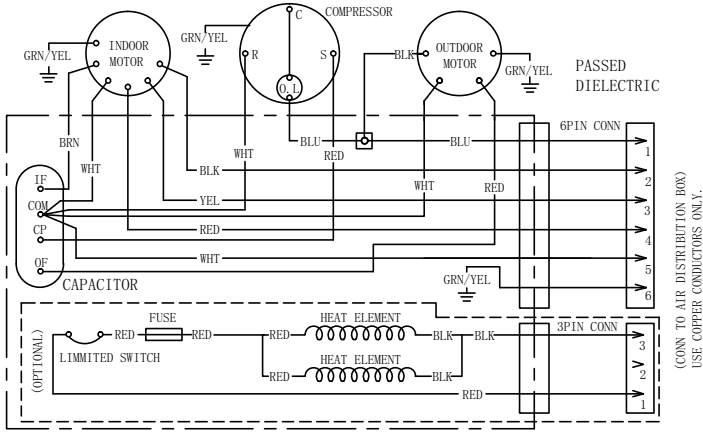 COMPRESSOR
C
GRN/YEL
INDOOR
MOTOR
GRN/YEL
R
S
BLK
OUTDOOR
MOTOR
GRN/YEL
PASSED
DIELECTRIC
O.L
6PIN CONN
BRN
WHT
BLU
BLU
1
WHT
RED
BLK
2
IF
WHT
RED
YEL
3
COM
CP
RED
4
OF
WHT
5
CAPACITOR
GRN/YEL
6
(CONN TO AIR DISTRIBUTION BOX)
USE COPPER CONDUCTORS ONLY.
(OPTIONAL)
FUSE
HEAT ELEMENT
3PIN CONN
RED
RED
RED
BLK
BLK
3
LIMMITED SWITCH
HEAT ELEMENT
RED
BLK
2
RED
1